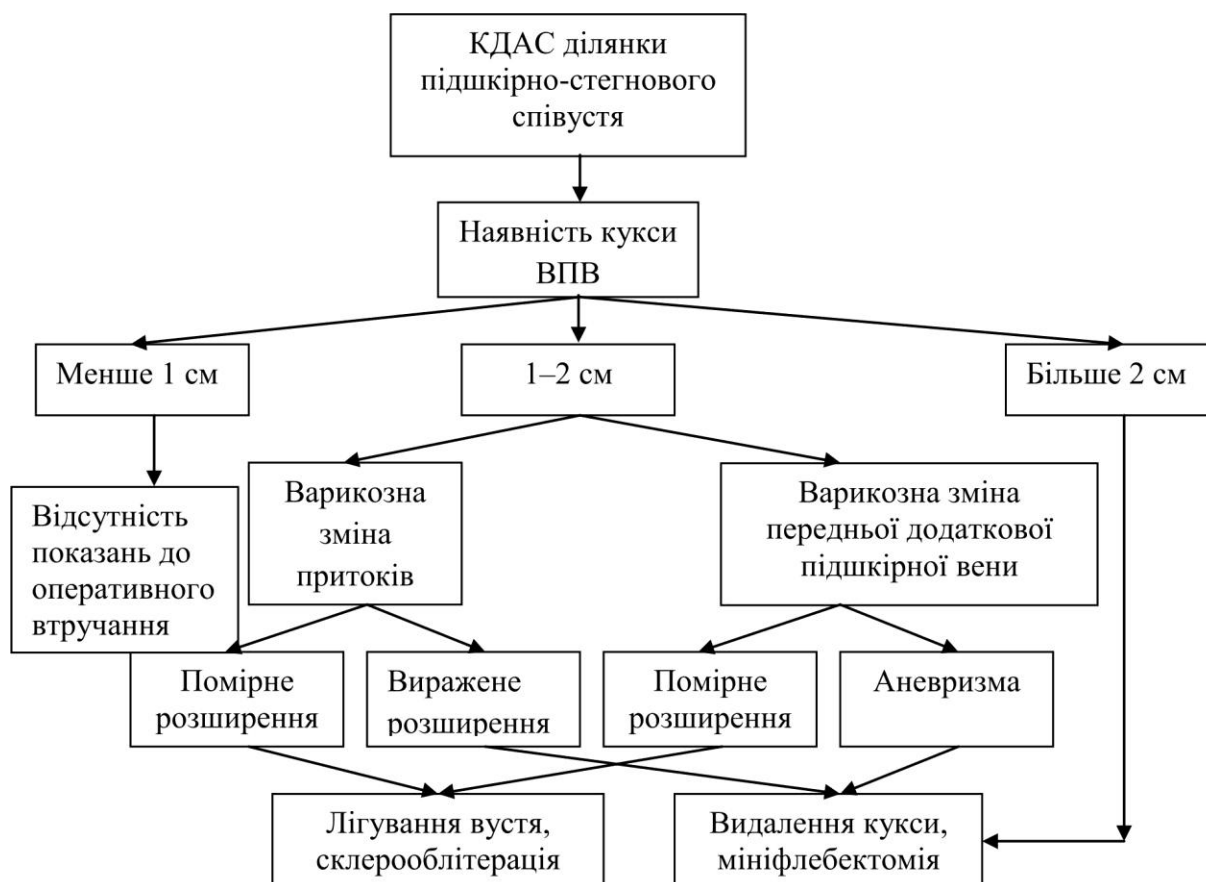 КДАС ділянки
підшкірно-стегнового
співустя
Наявність кукси
ВПВ
Менше 1 см
1–2 см
Більше 2 см
Відсутність
показань до
оперативного
втручання
Варикозна
зміна
притоків
Варикозна зміна
передньої додаткової
підшкірної вени
Помірне
розширення
Виражене
розширення
Помірне
розширення
Аневризма
Лігування вустя,
склерооблітерація
Видалення кукси,
мініфлебектомія